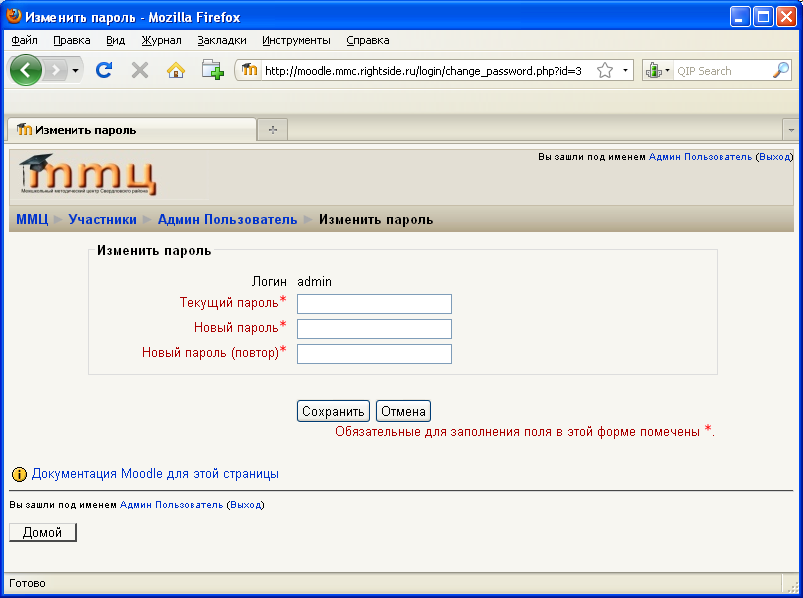 Изменить пароль - Mozilla Firefox
Файл Правка Вид Журнал Закладки Инструменты Справка
http://moodle.mmc.rightside.ru/login/change_password.php?id=3 QIP Search
Изменить пароль
ммц
Межшкольный методический центр Свердловского района
Вы зашли под именем Админ Пользователь (Выход)
ММЦ ► Участники ► Админ Пользователь ► Изменить пароль
Изменить пароль
Логин admin
Текущий пароль*
Новый пароль*
Новый пароль (повтор)*
Сохранить Отмена
Обязательные для заполнения поля в этой форме помечены *.
Документация Moodle для этой страницы
Вы зашли под именем Админ Пользователь (Выход)
Домой
Готово